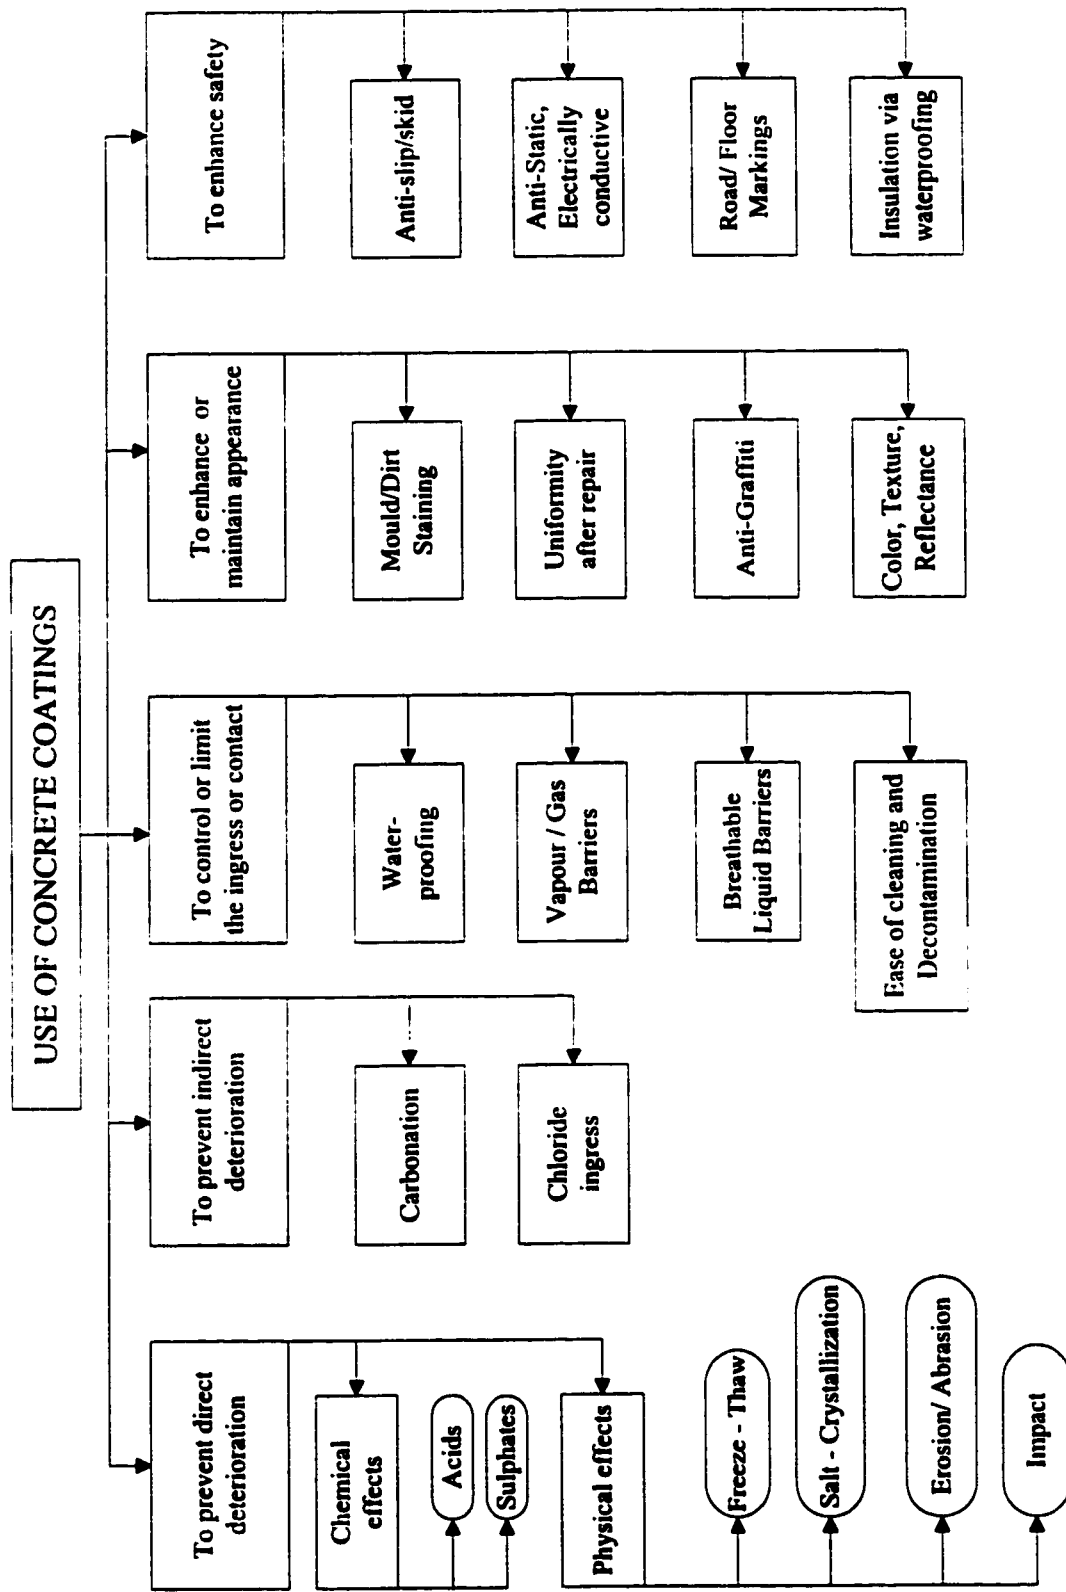 USE OF CONCRETE COATINGS
To prevent direct
deterioration
Chemical
effects
Acids
Sulphates
Physical effects
Freeze - Thaw
Salt - Crystallization
Erosion/ Abrasion
Impact
To prevent indirect
deterioration
Carbonation
Chloride
ingress
To control or limit
the ingress or contact
Water-
proofing
Vapour / Gas
Barriers
Breathable
Liquid Barriers
Ease of cleaning and
Decontamination
To enhance or
maintain appearance
Mould/Dirt
Staining
Uniformity
after repair
Anti-Graffiti
Color, Texture,
Reflectance
To enhance safety
Anti-slip/skid
Anti-Static,
Electrically
conductive
Road/ Floor
Markings
Insulation via
waterproofing